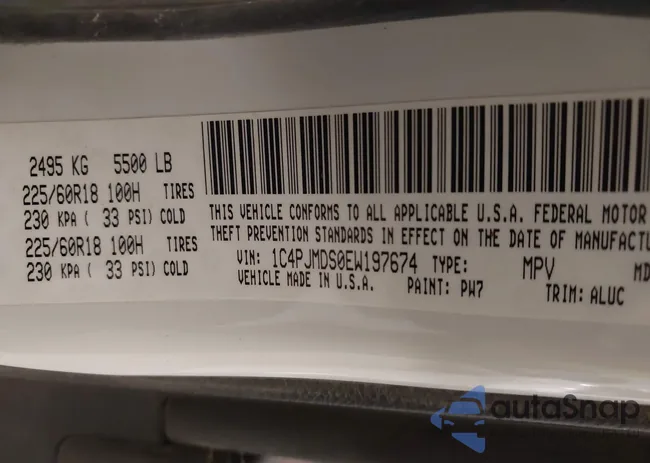 2495 KG 5500 LB
225/60R18 100H TIRES
230 KPA ( 33 PSI) COLD
225/60R18 100H TIRES
230 KPA ( 33 PSI) COLD
THIS VEHICLE CONFORMS TO ALL APPLICABLE U.S.A. FEDERAL MOTOR
THEFT PREVENTION STANDARDS IN EFFECT ON THE DATE OF MANUFACTU
VIN: 1C4PJMDS0EW197674 TYPE: MPV MD
VEHICLE MADE IN U.S.A. PAINT: PW7 TRIM: ALUC
autoSnap